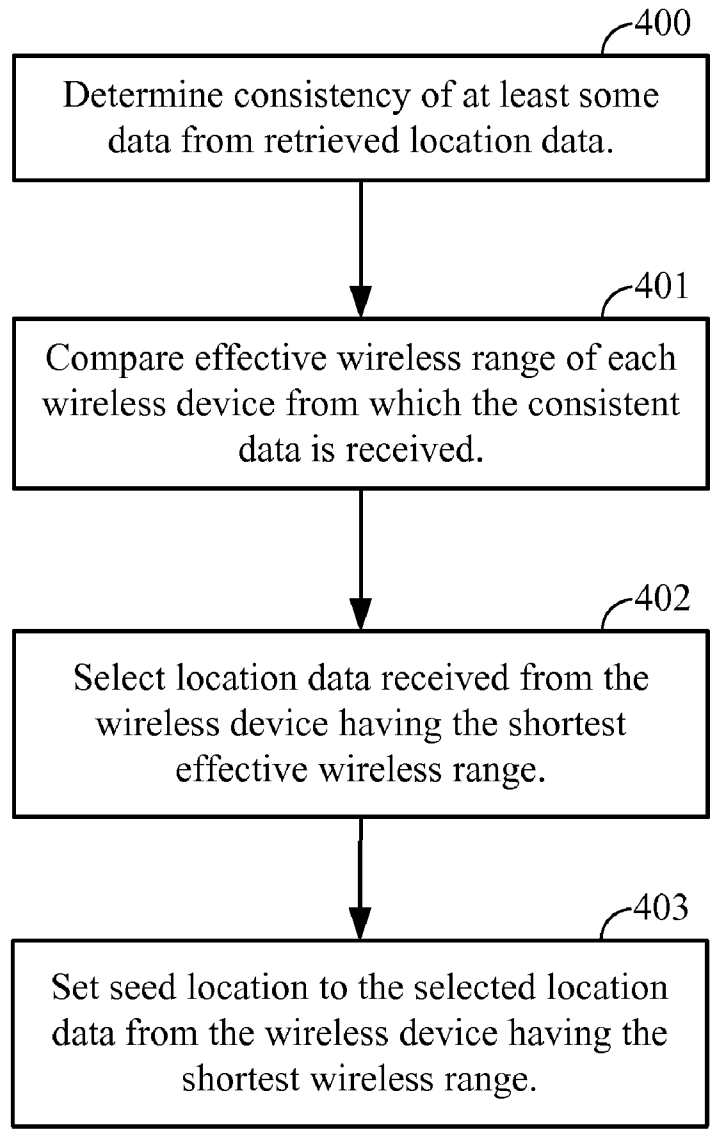 400
Determine consistency of at least some
data from retrieved location data.
401
Compare effective wireless range of each
wireless device from which the consistent
data is received.
402
Select location data received from the
wireless device having the shortest
effective wireless range.
403
Set seed location to the selected location
data from the wireless device having the
shortest wireless range.